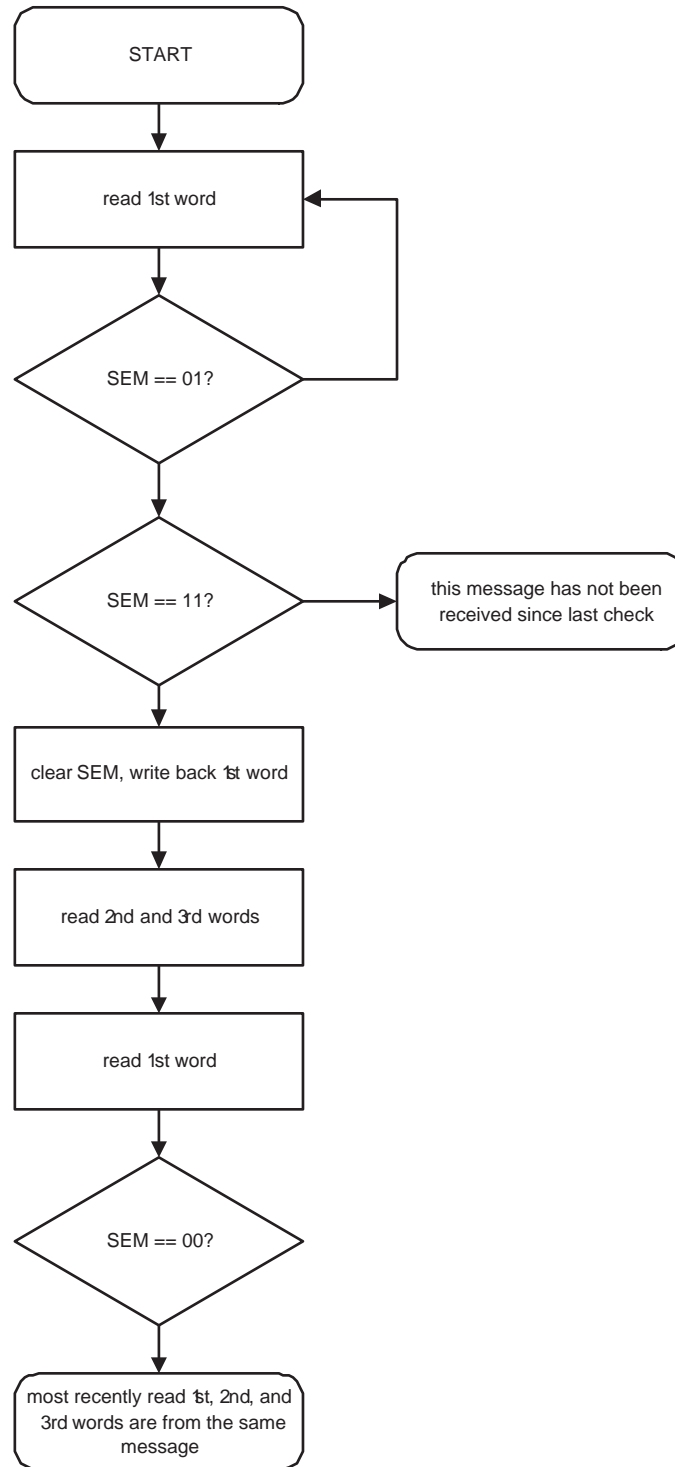 START
read 1st word
SEM == 01?
SEM == 11?
this message has not been
received since last check
clear SEM, write back 1st word
read 2nd and 3rd words
read 1st word
SEM == 00?
most recently read 1st, 2nd, and
3rd words are from the same
message